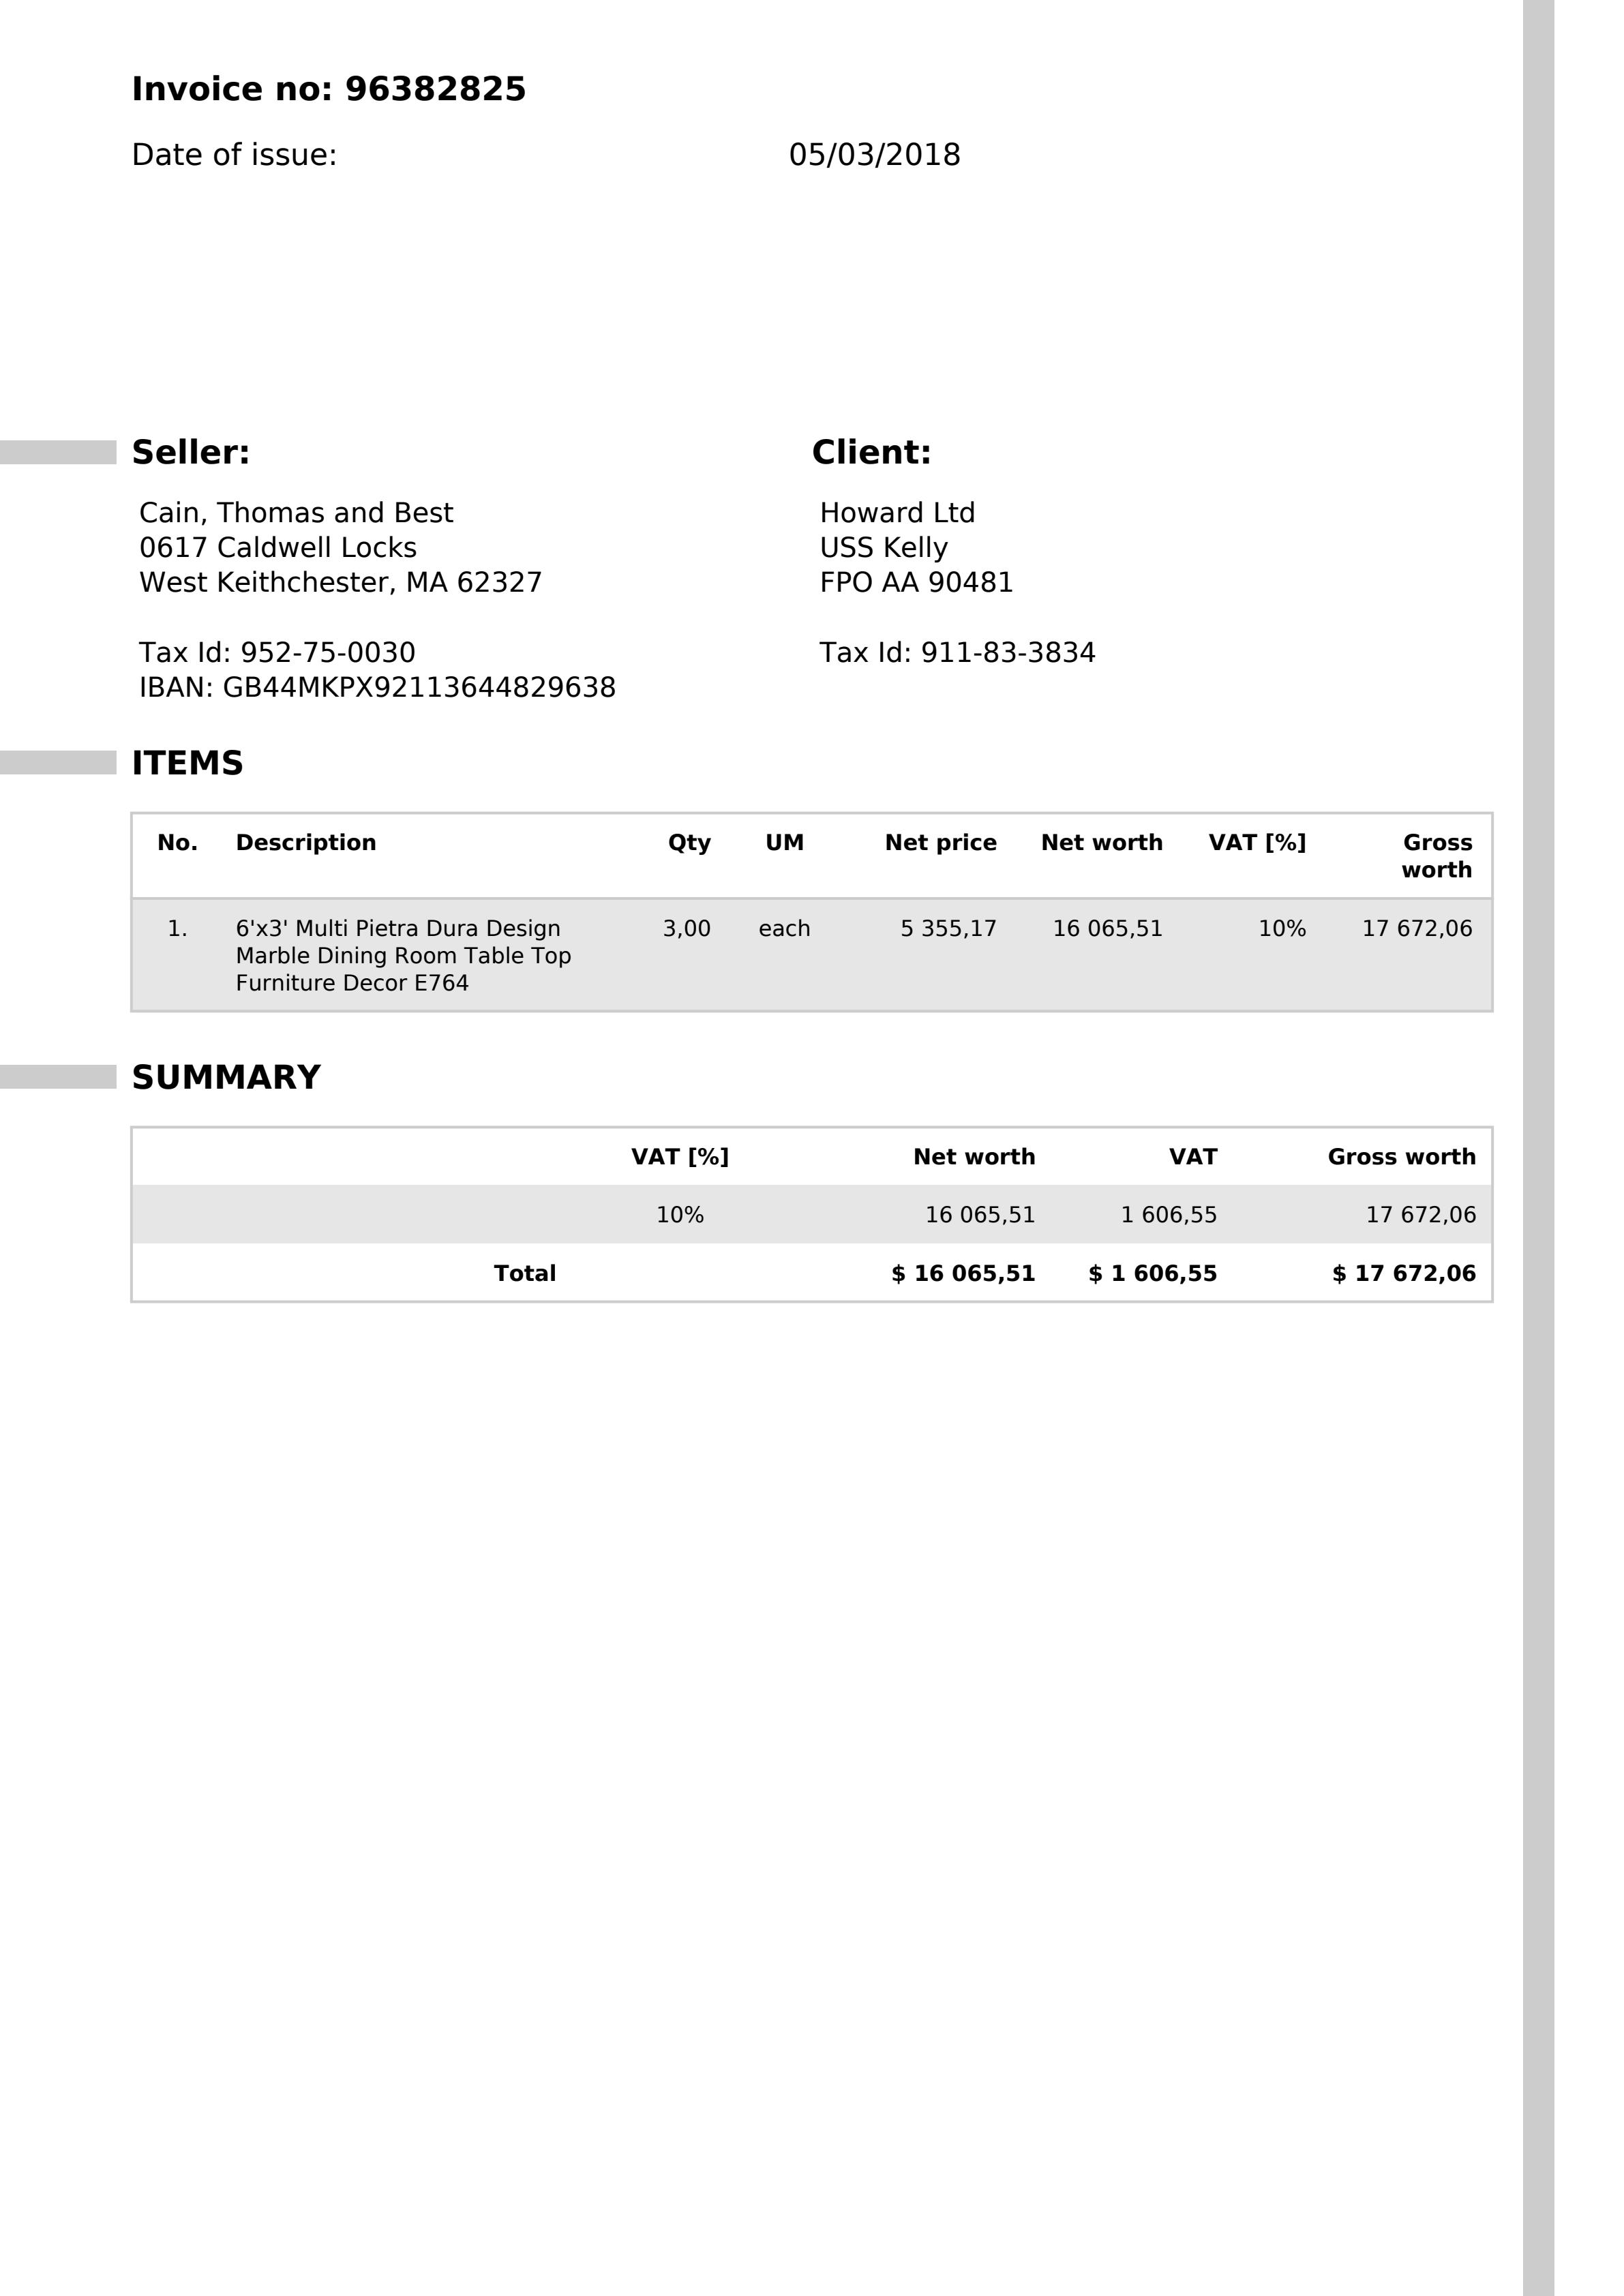 Invoice no: 96382825
Date of issue: 05/03/2018
Seller:
Cain, Thomas and Best
0617 Caldwell Locks
West Keithchester, MA 62327
Tax Id: 952-75-0030
IBAN: GB44MKPX92113644829638
Client:
Howard Ltd
USS Kelly
FPO AA 90481
Tax Id: 911-83-3834
ITEMS
No. Description Qty UM Net price Net worth VAT [%] Gross
worth
1. 6'x3' Multi Pietra Dura Design 3,00 each 5 355,17 16 065,51 10% 17 672,06
Marble Dining Room Table Top
Furniture Decor E764
SUMMARY
VAT [%] Net worth VAT Gross worth
10% 16 065,51 1 606,55 17 672,06
Total $ 16 065,51 $ 1 606,55 $ 17 672,06